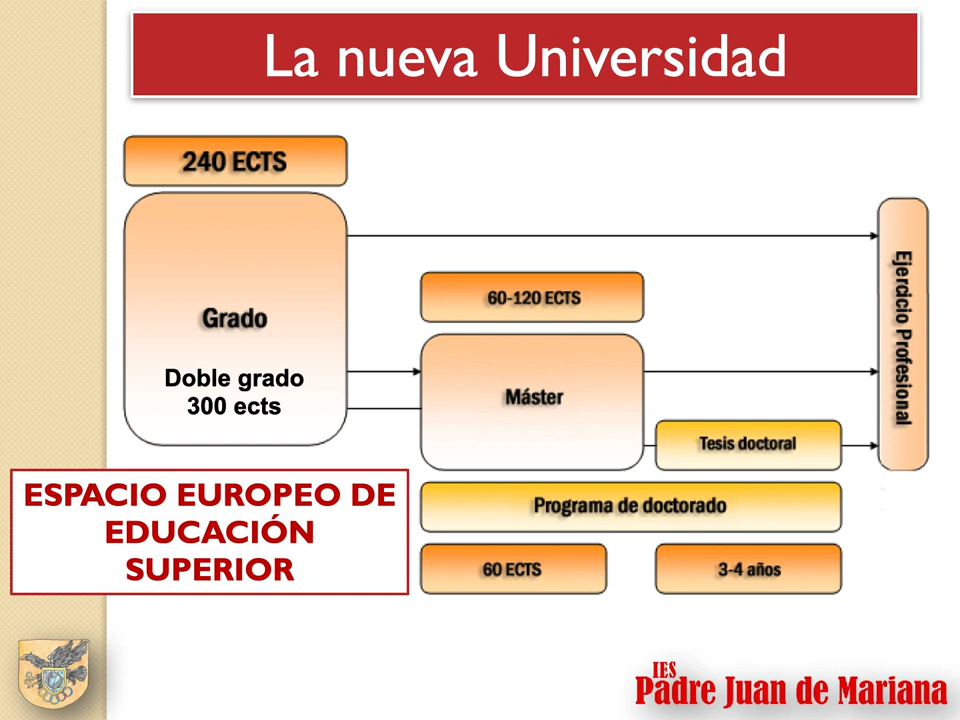 La nueva Universidad
240 ECTS
Grado
Doble grado
300 ects
60-120 ECTS
Máster
Tesis doctoral
Ejercicio Profesional
Programa de doctorado
60 ECTS
3-4 años
ESPACIO EUROPEO DE
EDUCACIÓN
SUPERIOR
IES
Padre Juan de Mariana